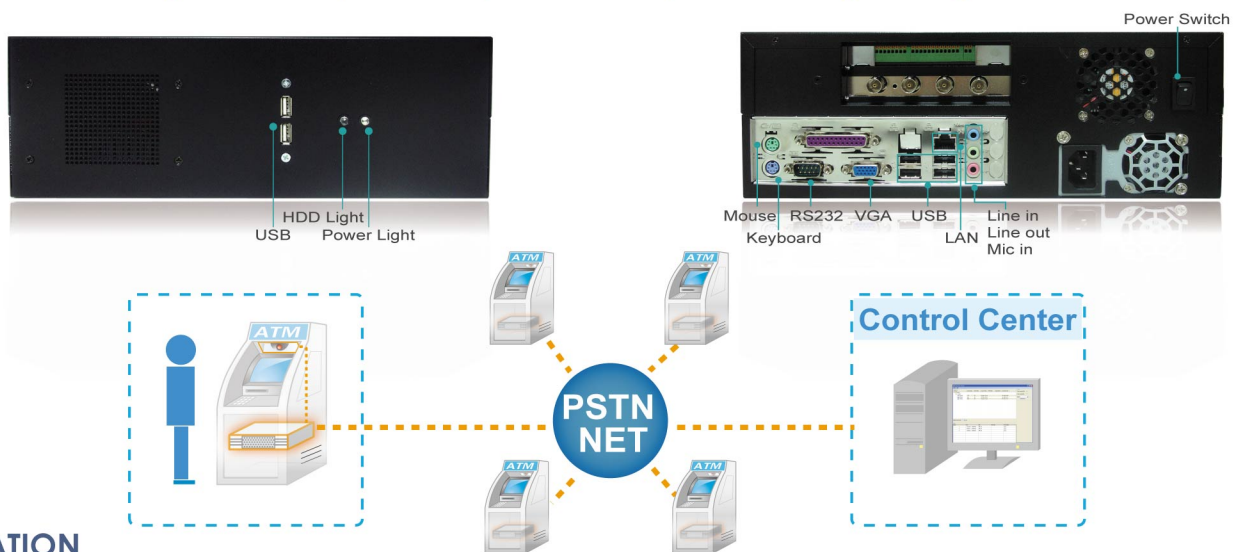 Power Switch
HDD Light
USB
Power Light
Mouse
RS232
VGA
USB
Line in
Keyboard
LAN
Line out
Mic in
ATM
ATM
ATM
Control Center
PSTN
NET
ATM
ATM